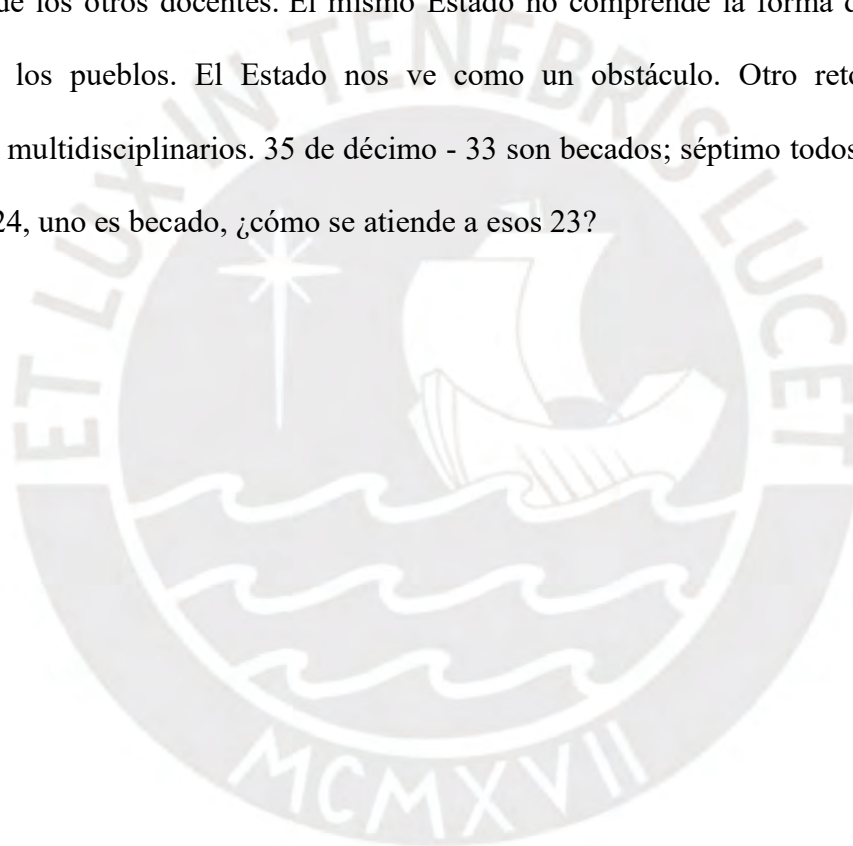 de los otros docentes. El mismo Estado no comprende la forma
los pueblos. El Estado nos ve como un obstáculo. Otro
multidisciplinarios. 35 de décimo - 33 son becados; séptimo todos
24, uno es becado, ¿cómo se atiende a esos 23?
ET LUX IN TENEBRIS LUCET
MCMXVII